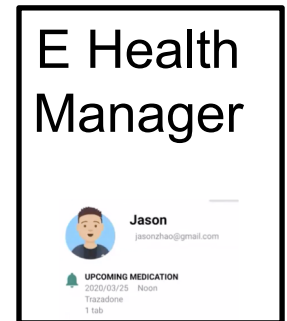 E Health
Manager
Jason
jasonzhao@gmail.com
UPCOMING MEDICATION
2020/03/25 Noon
Trazadone
1 tab